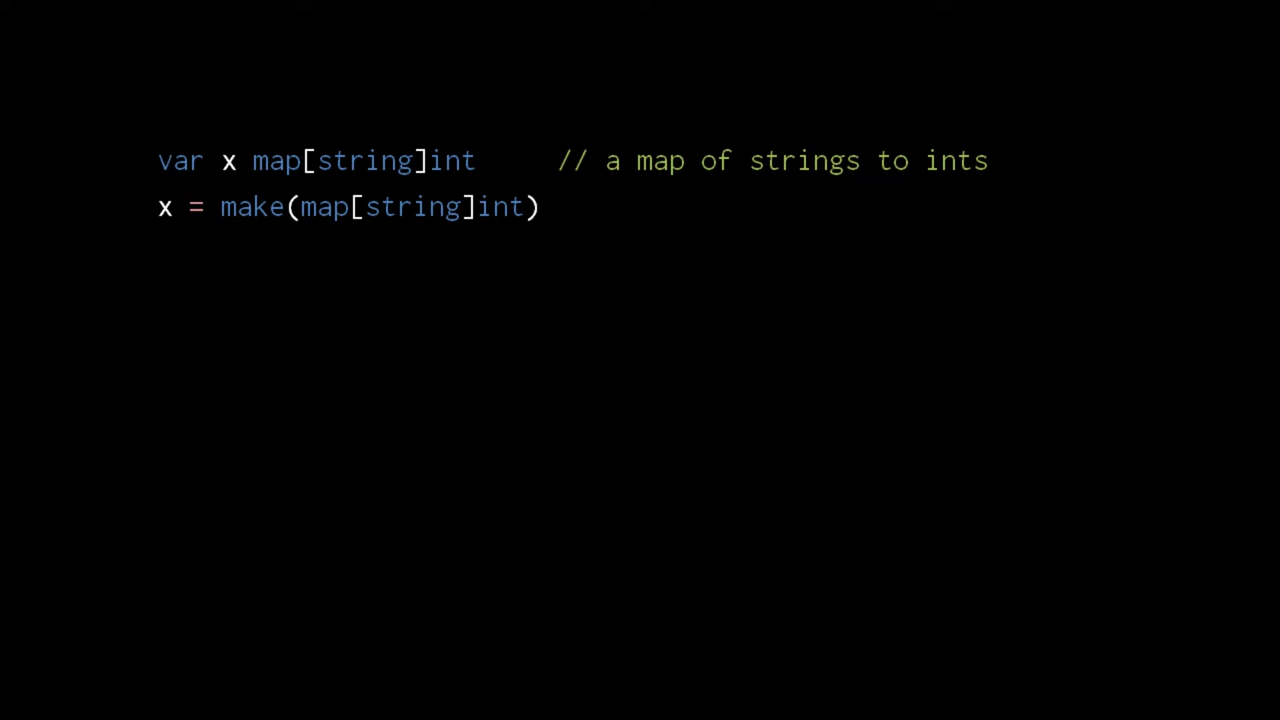 var x map[string]int     // a map of strings to ints
x = make(map[string]int)